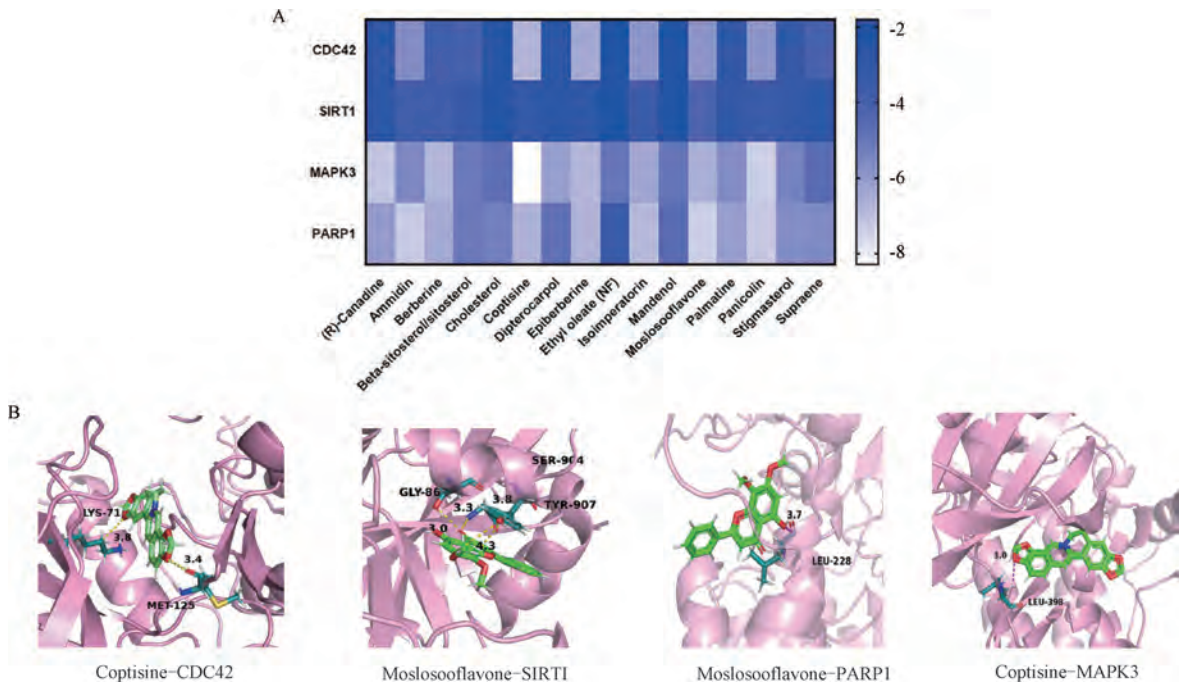 A
CDC42
SIRT1
MAPK3
PARP1
-2
-4
-6
-8
(R)-Canadine
Ammidin
Berberine
Beta-sitosterol/sitosterol
Cholesterol
Coptisine
Dipterocarpol
Epiberberine
Ethyl oleate (NF)
Isoimperatorin
Mandenol
Moslosooflavone
Palmatine
Panicolin
Stigmasterol
Supraene
B
LYS-71
3.8
3.4
MET-125
Coptisine-CDC42
SER-904
GLY-86
3.8
3.3
TYR-907
3.0
4.3
Moslosooflavone-SIRTI
3.7
LEU-228
Moslosooflavone-PARP1
3.0
LEU-398
Coptisine-MAPK3